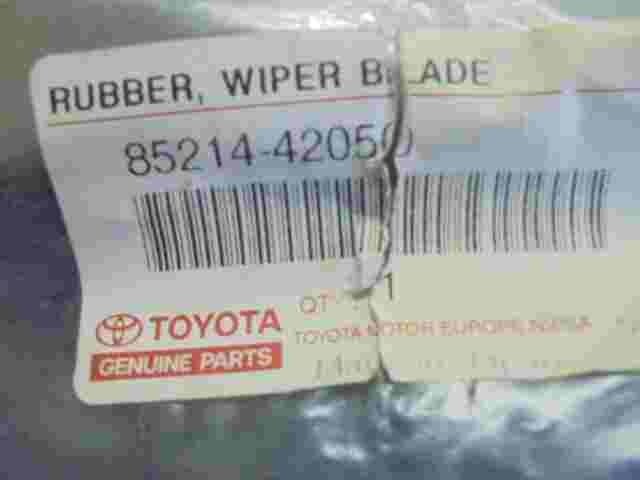 RUBBER, WIPER BLADE
85214-42050
QTY 1
TOYOTA
TOYOTA MOTOR EUROPE NV/SA
GENUINE PARTS